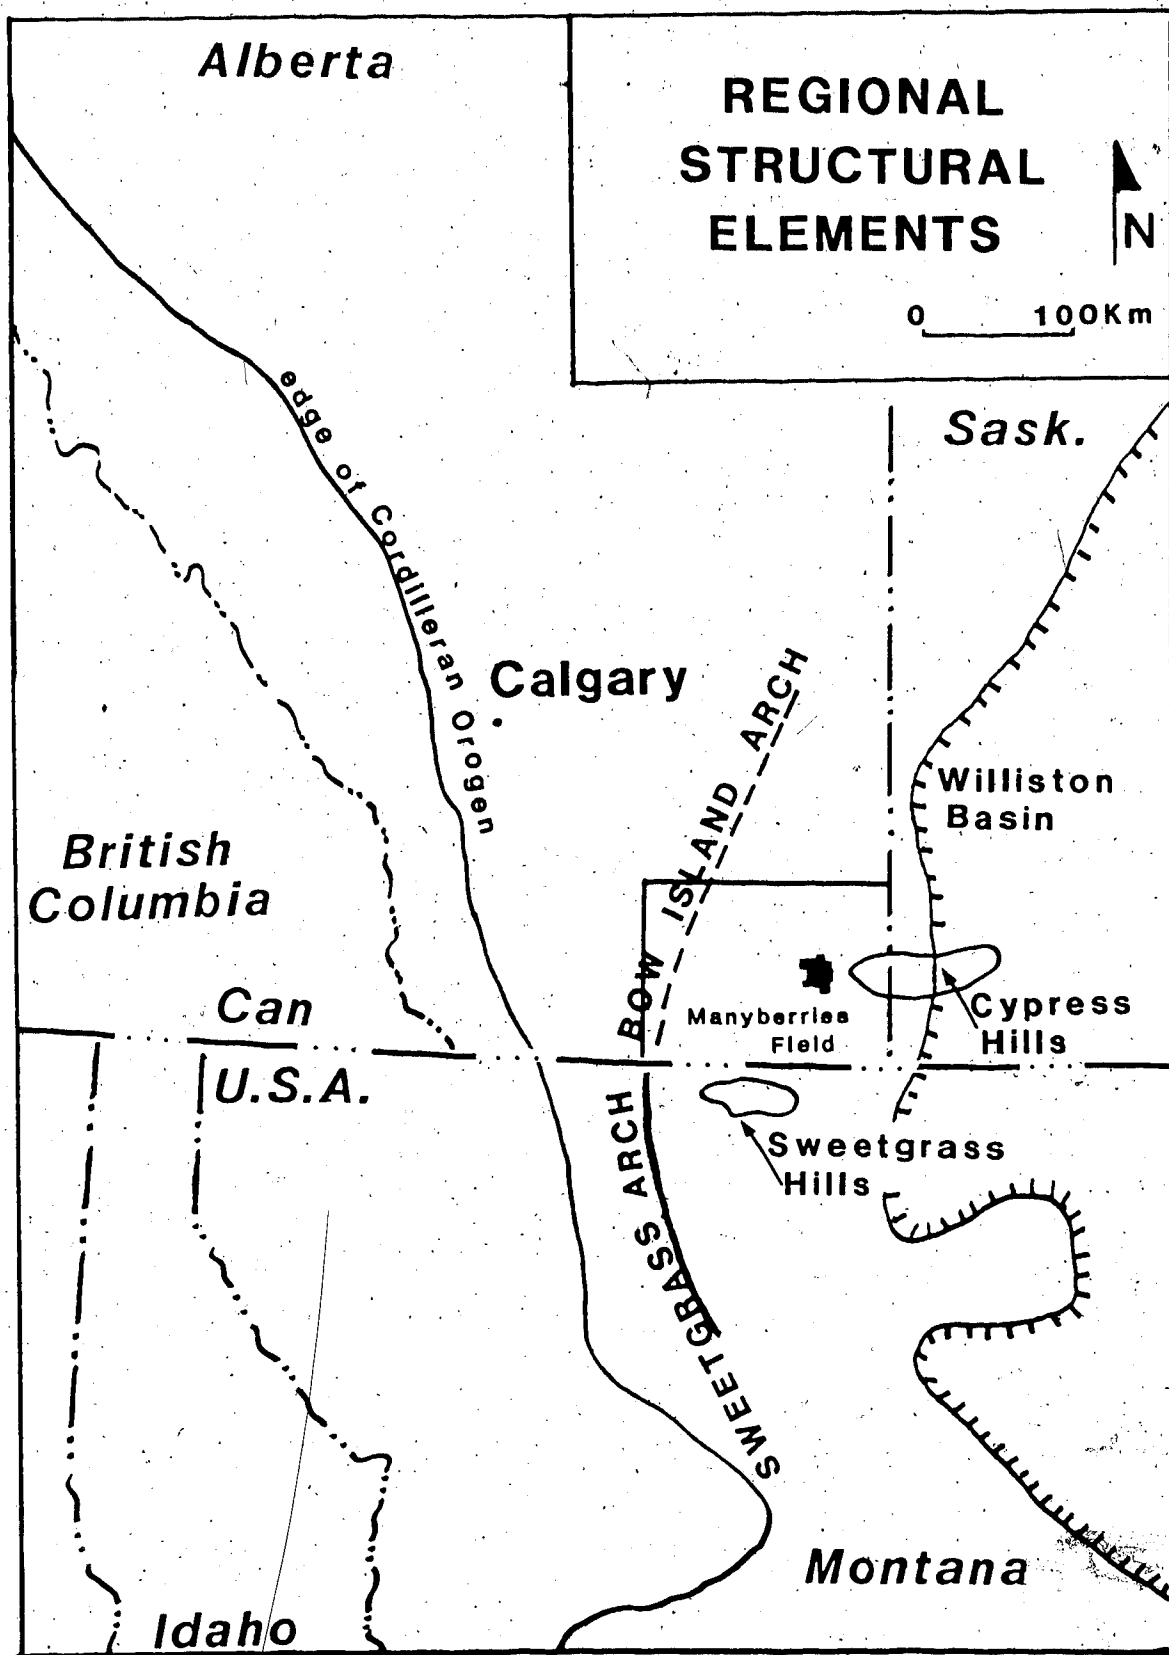 Alberta
REGIONAL
STRUCTURAL
ELEMENTS
N
0 100Km
Sask.
edge of Cordilleran Orogen
Calgary
BOW ISLAND ARCH
Williston
Basin
British
Columbia
Manyberries
Field
Cypress
Hills
Can
U.S.A.
SWEETGRASS ARCH
Sweetgrass
Hills
Montana
Idaho